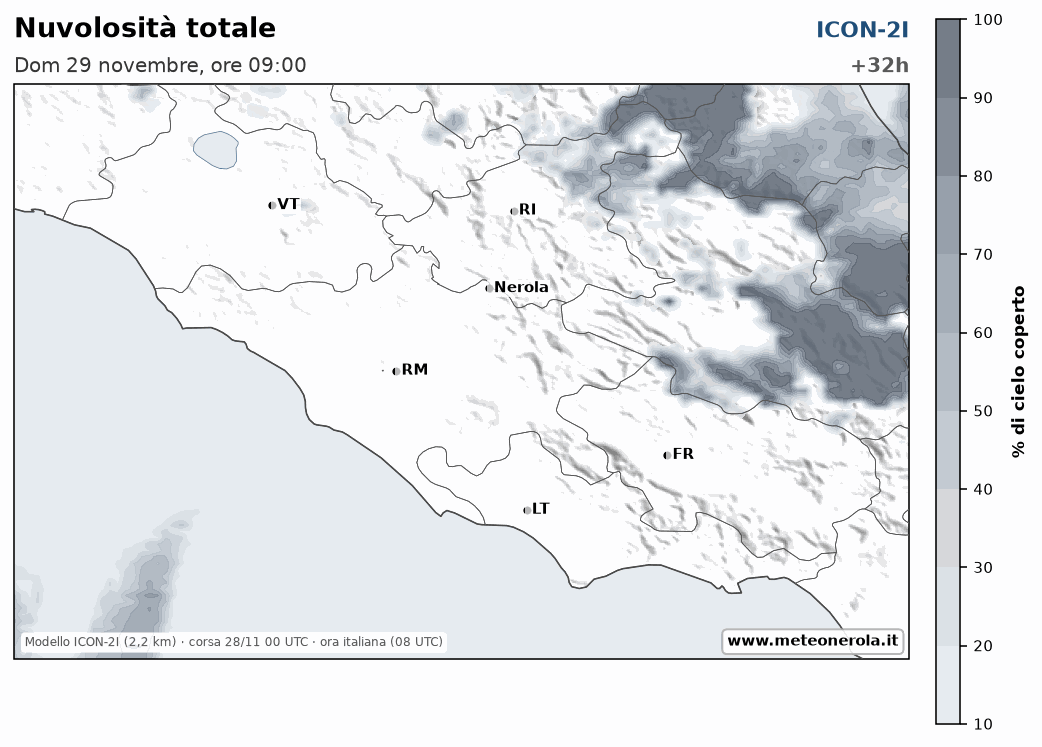 Nuvolosità totale
ICON-2I
Dom 29 novembre, ore 09:00
+32h
100
90
80
70
60
50
40
30
20
10
% di cielo coperto
VT
RI
Nerola
RM
FR
LT
Modello ICON-2I (2,2 km) · corsa 28/11 00 UTC · ora italiana (08 UTC)
www.meteonerola.it